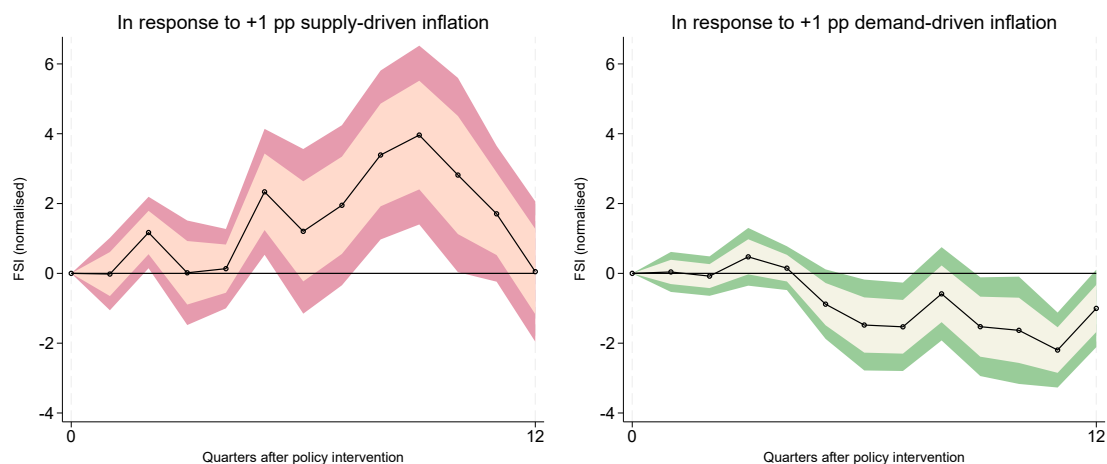 In response to +1 pp supply-driven inflation
6
4
2
0
-2
-4
FSI (normalised)
0
12
Quarters after policy intervention
In response to +1 pp demand-driven inflation
6
4
2
0
-2
-4
FSI (normalised)
0
12
Quarters after policy intervention